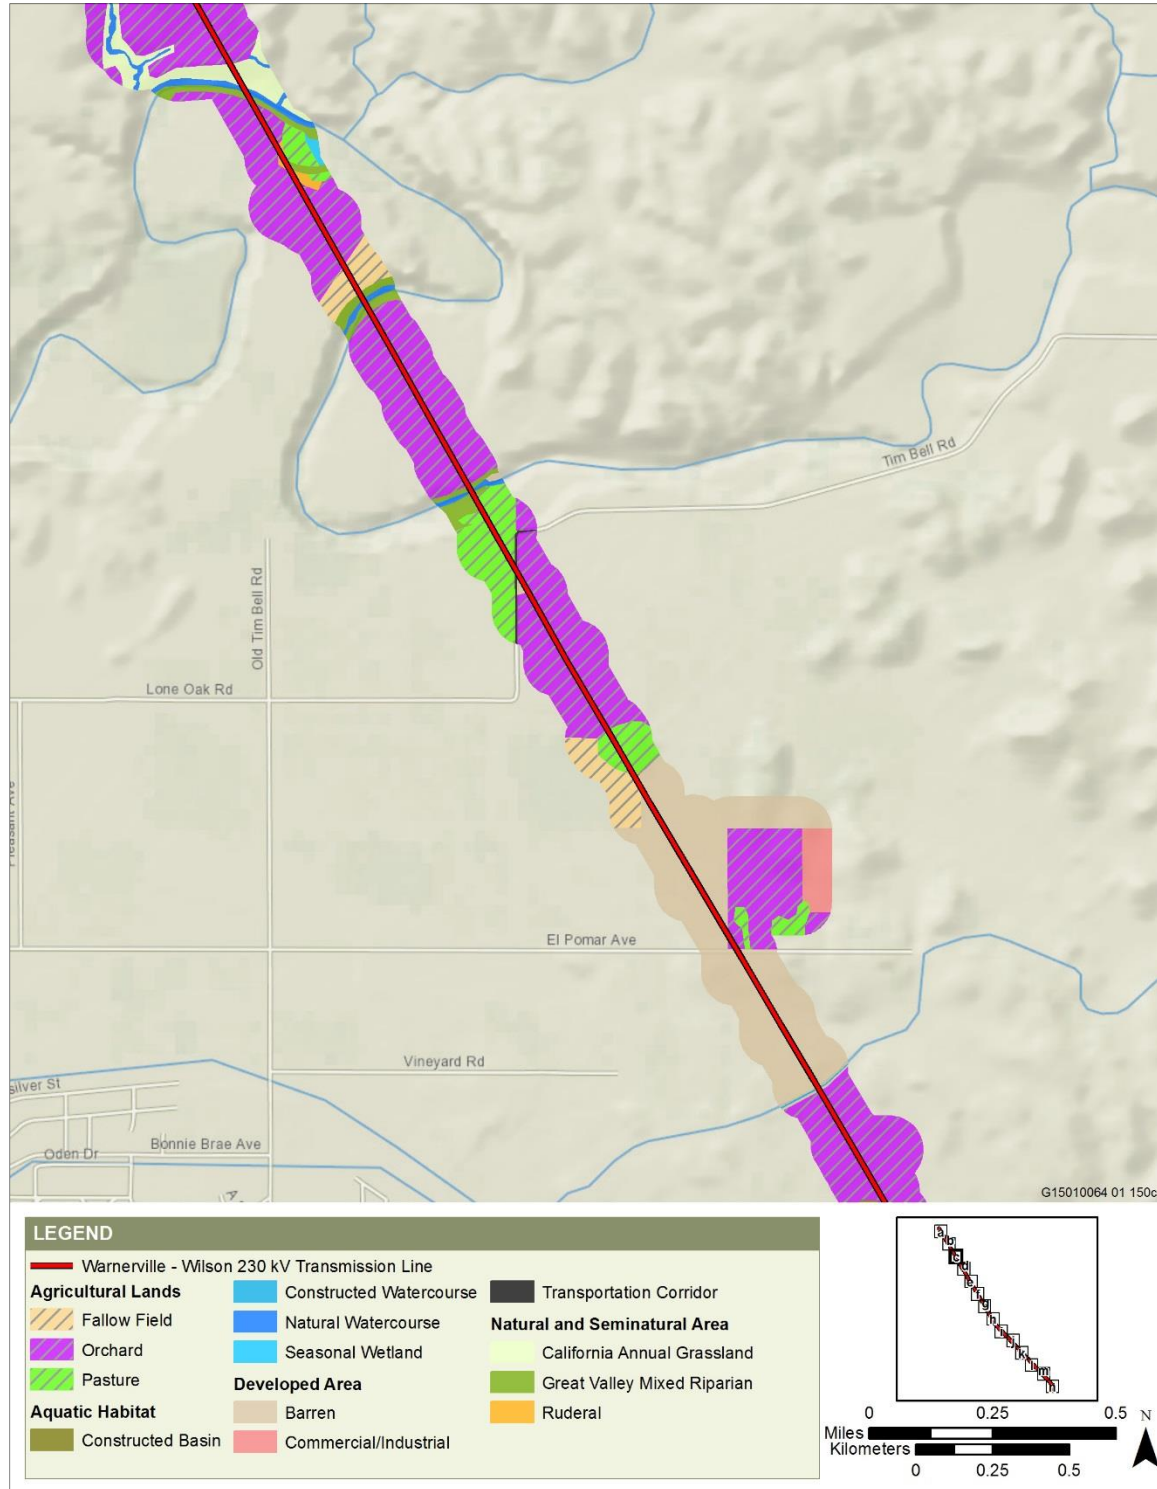 Tim Bell Rd
Old Tim Bell Rd
Lone Oak Rd
El Pomar Ave
Vineyard Rd
silver St
Bonnie Brae Ave
Oden Dr
G15010064 01 150c
LEGEND
Warnerville - Wilson 230 kV Transmission Line
Agricultural Lands
Fallow Field
Orchard
Pasture
Aquatic Habitat
Constructed Basin
Constructed Watercourse
Natural Watercourse
Seasonal Wetland
Developed Area
Barren
Commercial/Industrial
Transportation Corridor
Natural and Seminatural Area
California Annual Grassland
Great Valley Mixed Riparian
Ruderal
a
b
c
d
e
f
g
h
k
m
n
0 0.25 0.5
Miles
Kilometers
0 0.25 0.5
N